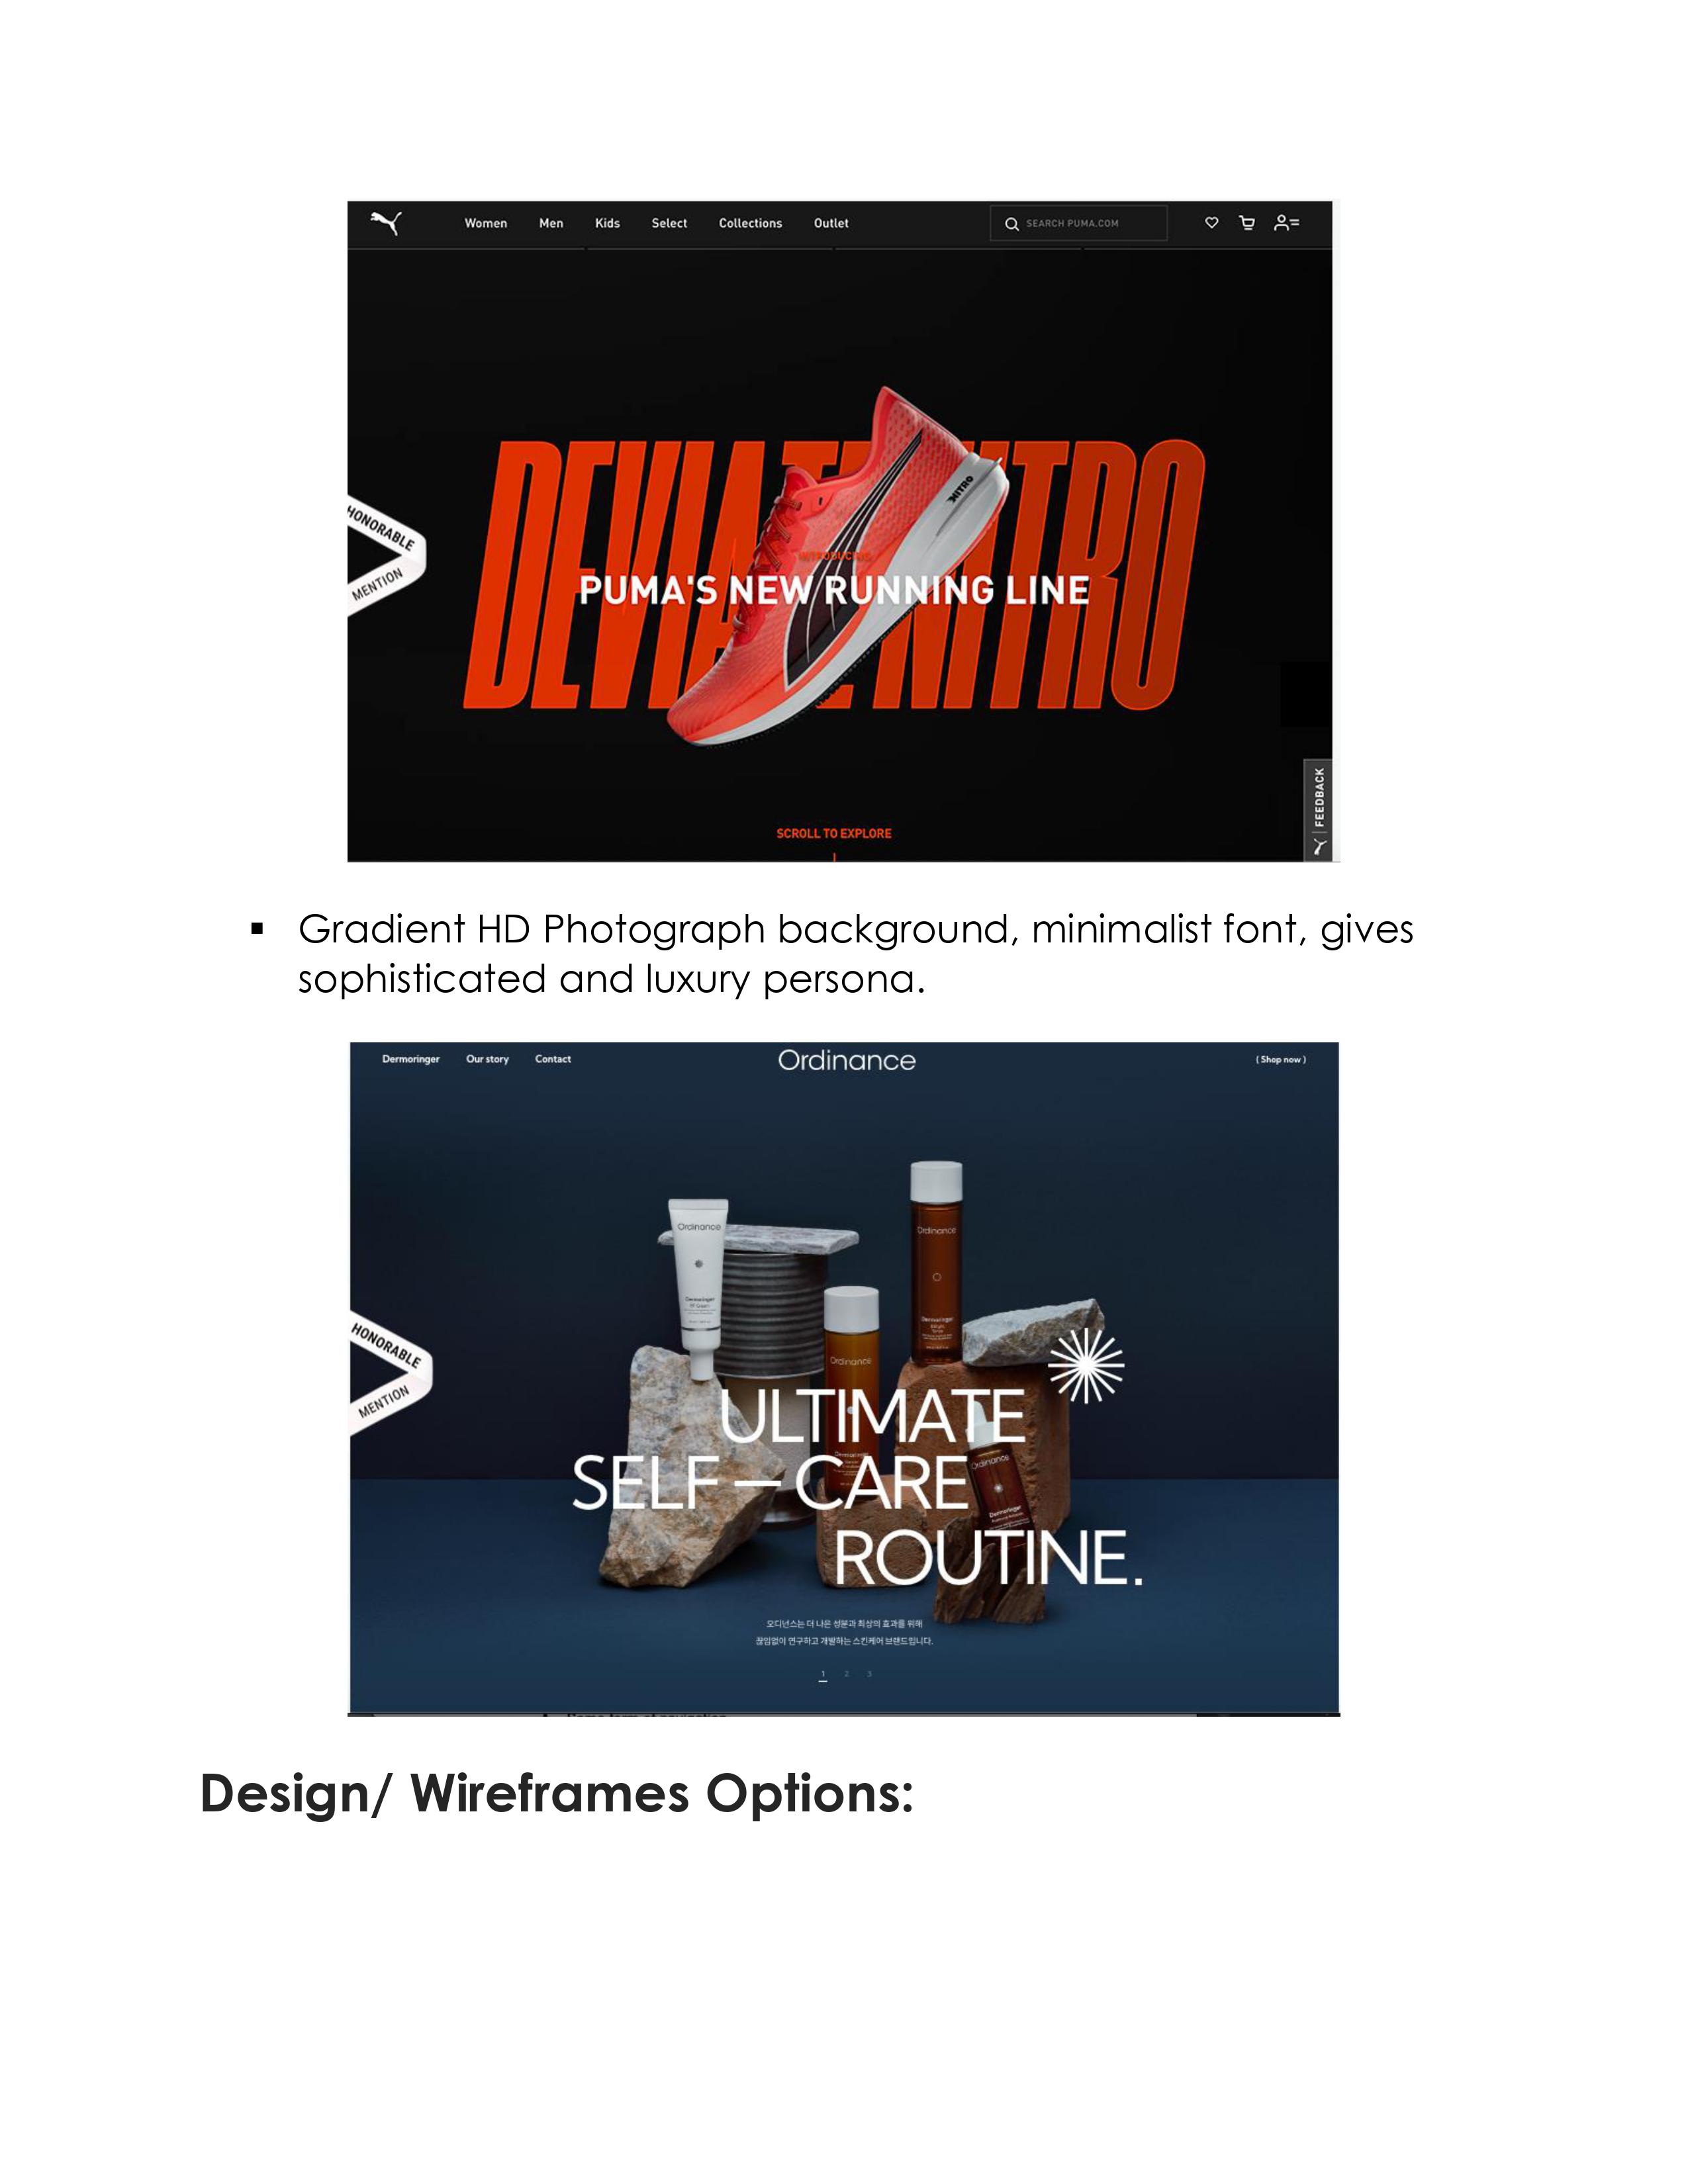 Women Men Kids Select Collections Outlet SEARCH PUMA.COM
DEVIATE NITRO
NITRO
INTRODUCING
PUMA'S NEW RUNNING LINE
HONORABLE
MENTION
SCROLL TO EXPLORE
FEEDBACK
▪ Gradient HD Photograph background, minimalist font, gives
sophisticated and luxury persona.
Dermoringer Our story Contact Ordinance ( Shop now )
Ordinance
Ordinance
Ordinance
Ordinance
Dermoringer
Dermoringer
Dermoringer
HONORABLE
MENTION
ULTIMATE
SELF – CARE
ROUTINE.
오디넌스는 더 나은 성분과 최상의 효과를 위해
끊임없이 연구하고 개발하는 스킨케어 브랜드입니다.
1 2 3
Design/ Wireframes Options: